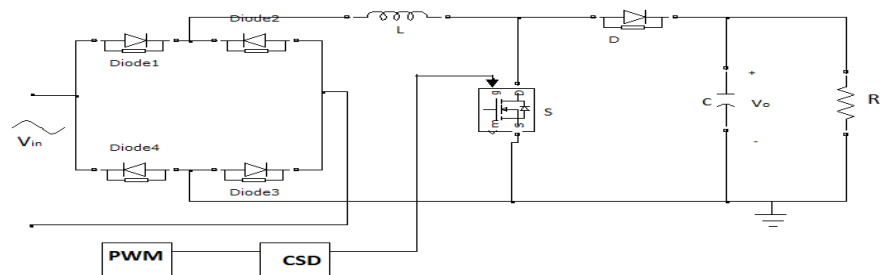 Diode2
L
D
Diode1
g
D
S
m
s
C
+
Vo
-
R
Vin
Diode4
Diode3
PWM
CSD